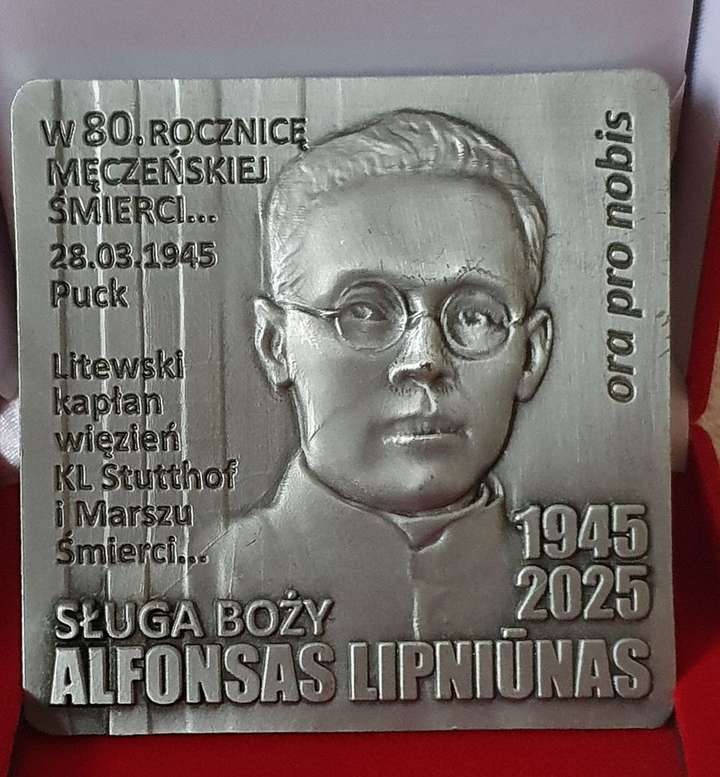 W 80. ROCZNICĘ
MĘCZEŃSKIEJ
ŚMIERCI...
28.03.1945
Puck
Litewski
kapłan
więzień
KL Stutthof
i Marszu
Śmierci...
ora pro nobis
1945
2025
SŁUGA BOŻY
ALFONSAS LIPNIŪNAS